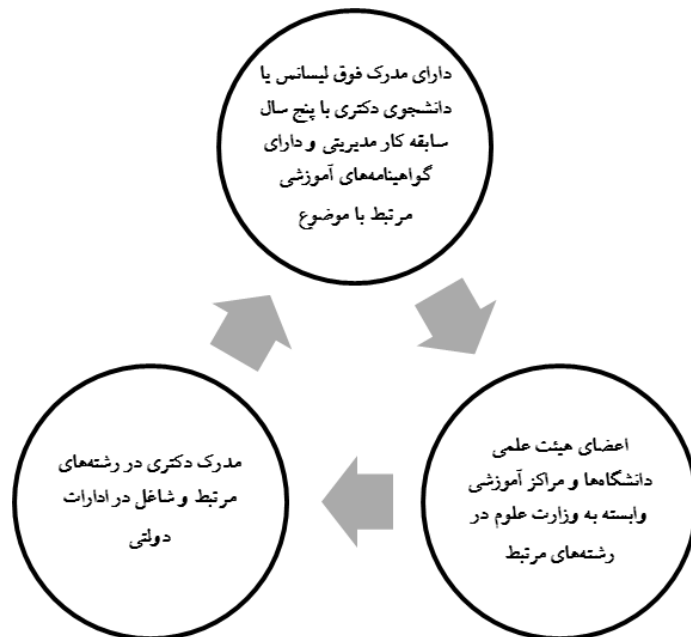 دارای مدرک فوق لیسانس یا
دانشجوی دکتری با پنج سال
سابقه کار مدیریتی و دارای
گواهینامه‌های آموزشی
مرتبط با موضوع
اعضای هیئت علمی
دانشگاه‌ها و مراکز آموزشی
وابسته به وزارت علوم در
رشته‌های مرتبط
مدرک دکتری در رشته‌های
مرتبط و شاغل در ادارات
دولتی